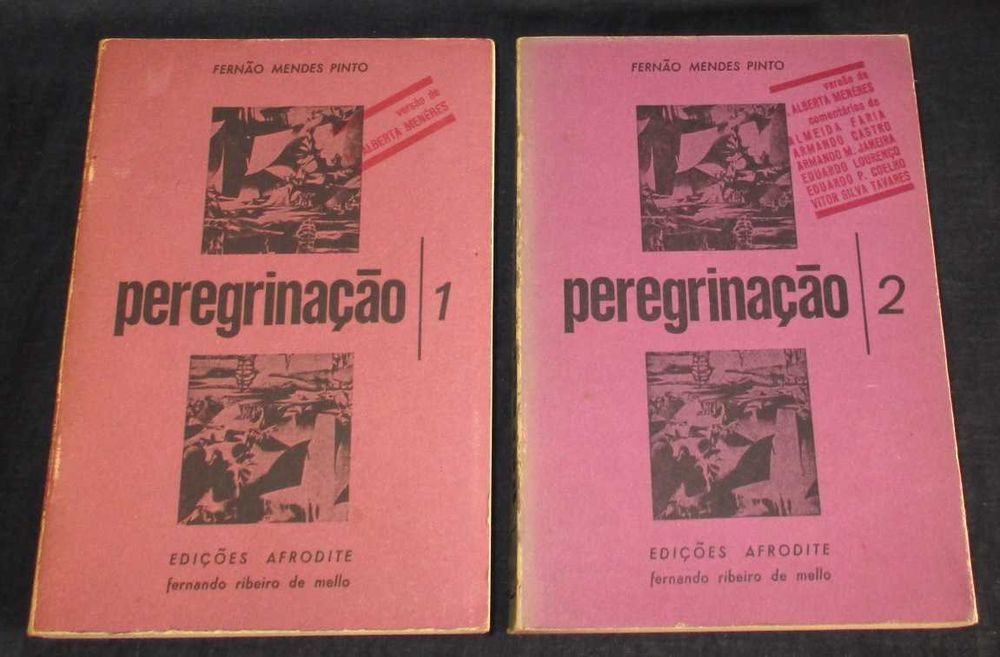 FERNÃO MENDES PINTO
versão de
ALBERTA MENÉRES
peregrinação 1
EDIÇÕES AFRODITE
fernando ribeiro de mello
FERNÃO MENDES PINTO
versão de
ALBERTA MENÉRES
comentários de
ALMEIDA FARIA
ARMANDO CASTRO
ARMANDO M. JANEIRA
EDUARDO LOURENÇO
EDUARDO P. COELHO
VITOR SILVA TAVARES
peregrinação 2
EDIÇÕES AFRODITE
fernando ribeiro de mello